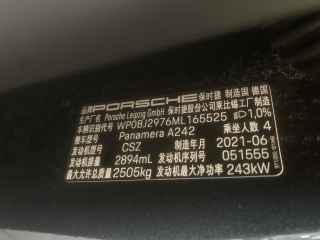 品牌 PORSCHE 保时捷 制造国 德国
生产厂名 Porsche Leipzig GmbH 保时捷股份公司莱比锡工厂制造
车辆识别代号 WP0BJ2976ML165525 1,0%
整车型号 Panamera A242 乘坐人数 4
发动机型号 CSZ 制造年月 2021-06
发动机排量 2894mL 发动机序列号 051555
最大允许总质量 2505kg 发动机最大净功率 243kW